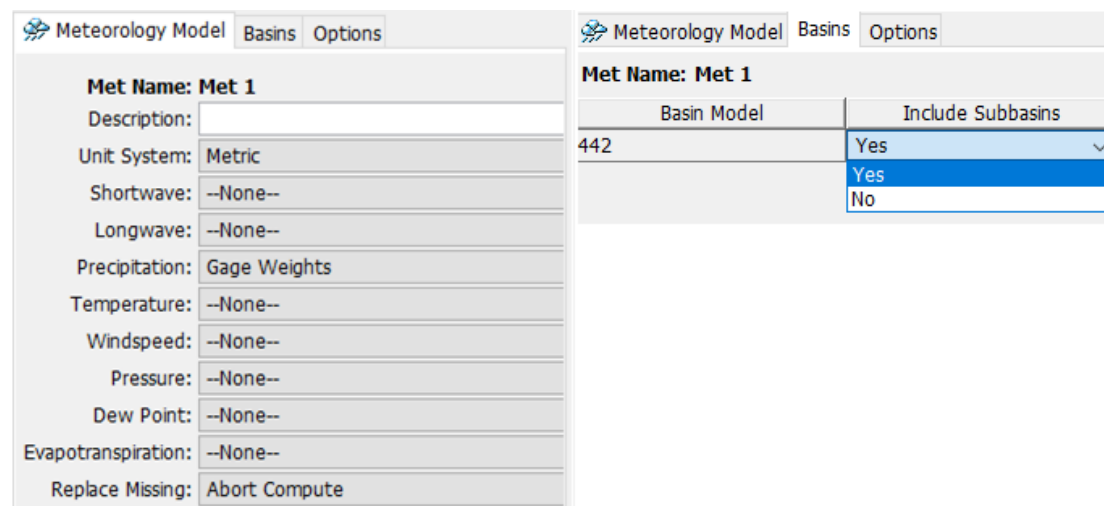 Meteorology Model Basins Options
Met Name: Met 1
Description:
Unit System: Metric
Shortwave: --None--
Longwave: --None--
Precipitation: Gage Weights
Temperature: --None--
Windspeed: --None--
Pressure: --None--
Dew Point: --None--
Evapotranspiration: --None--
Replace Missing: Abort Compute
Meteorology Model Basins Options
Met Name: Met 1
Basin Model Include Subbasins
442 Yes
Yes
No